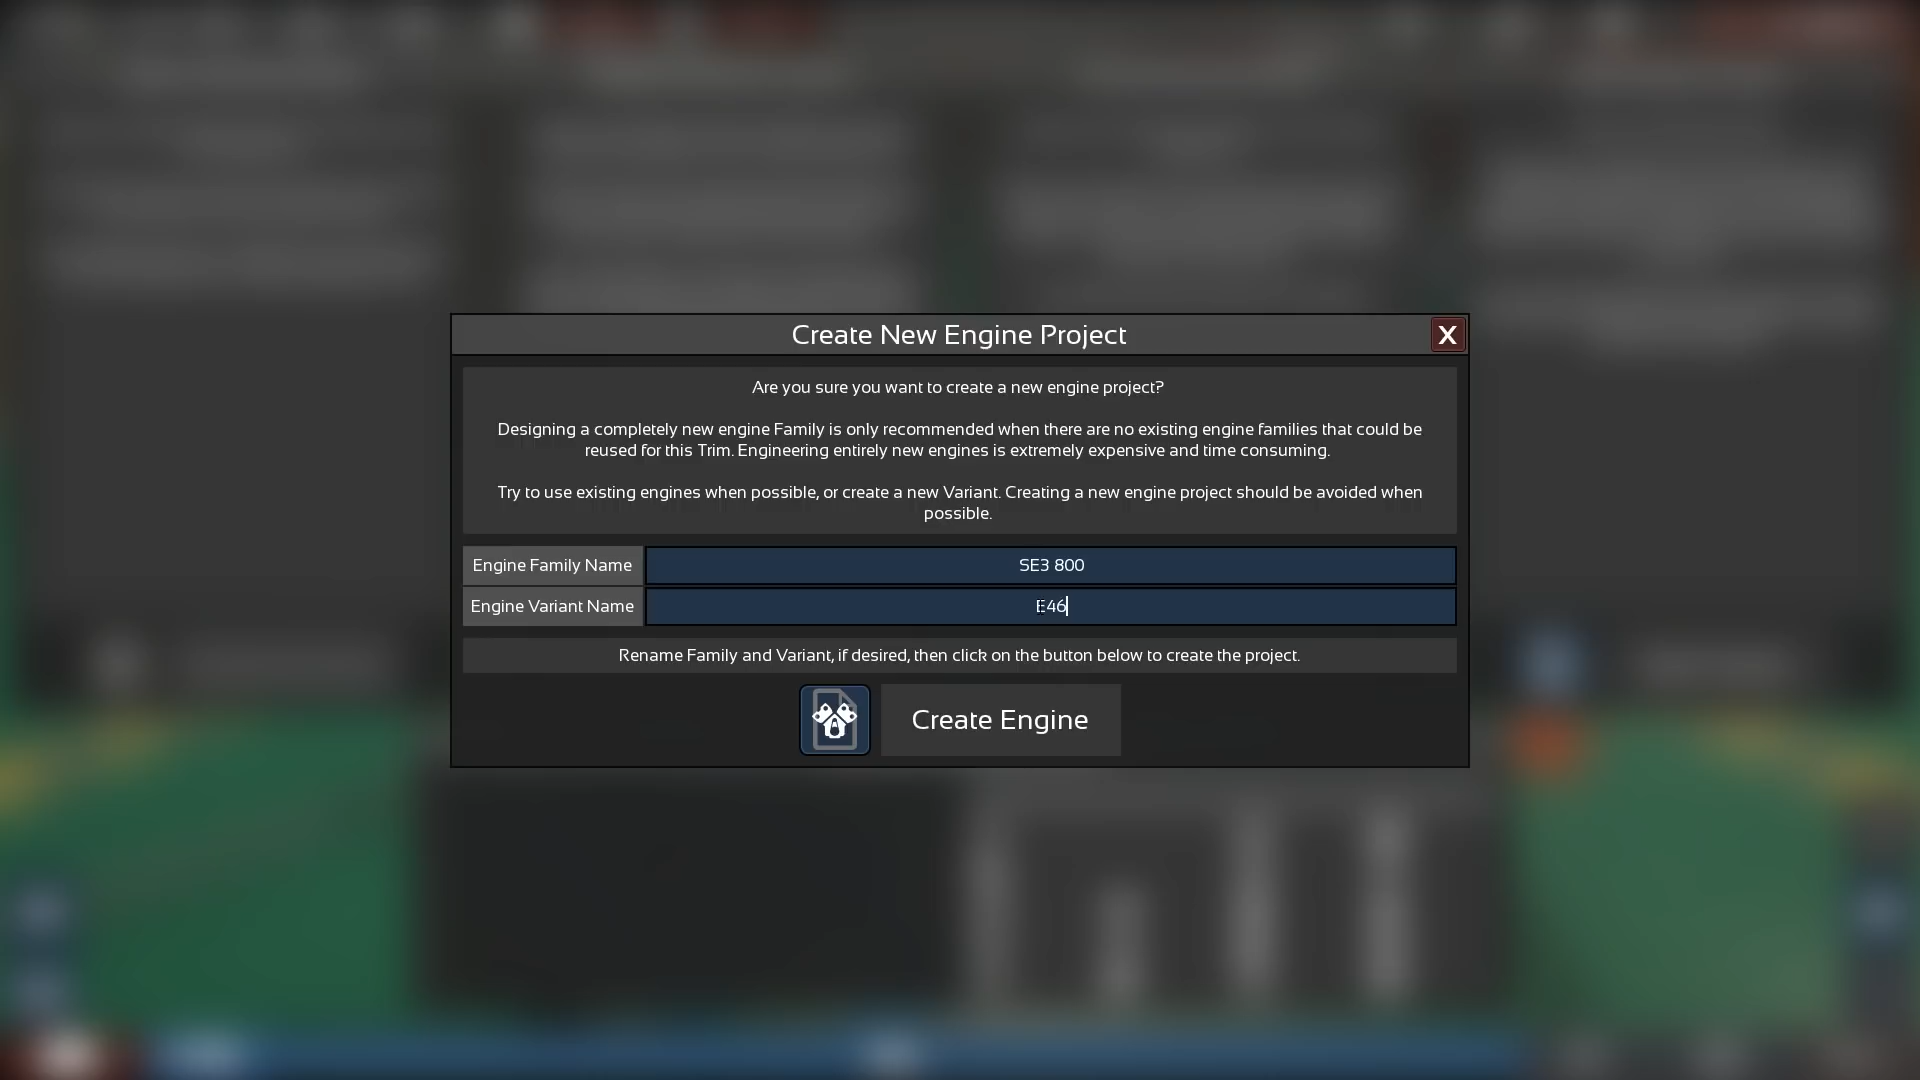 Create New Engine Project
X
Are you sure you want to create a new engine project?
Designing a completely new engine Family is only recommended when there are no existing engine families that could be
reused for this Trim. Engineering entirely new engines is extremely expensive and time consuming.
Try to use existing engines when possible, or create a new Variant. Creating a new engine project should be avoided when
possible.
Engine Family Name
SE3 800
Engine Variant Name
E46
Rename Family and Variant, if desired, then click on the button below to create the project.
Create Engine